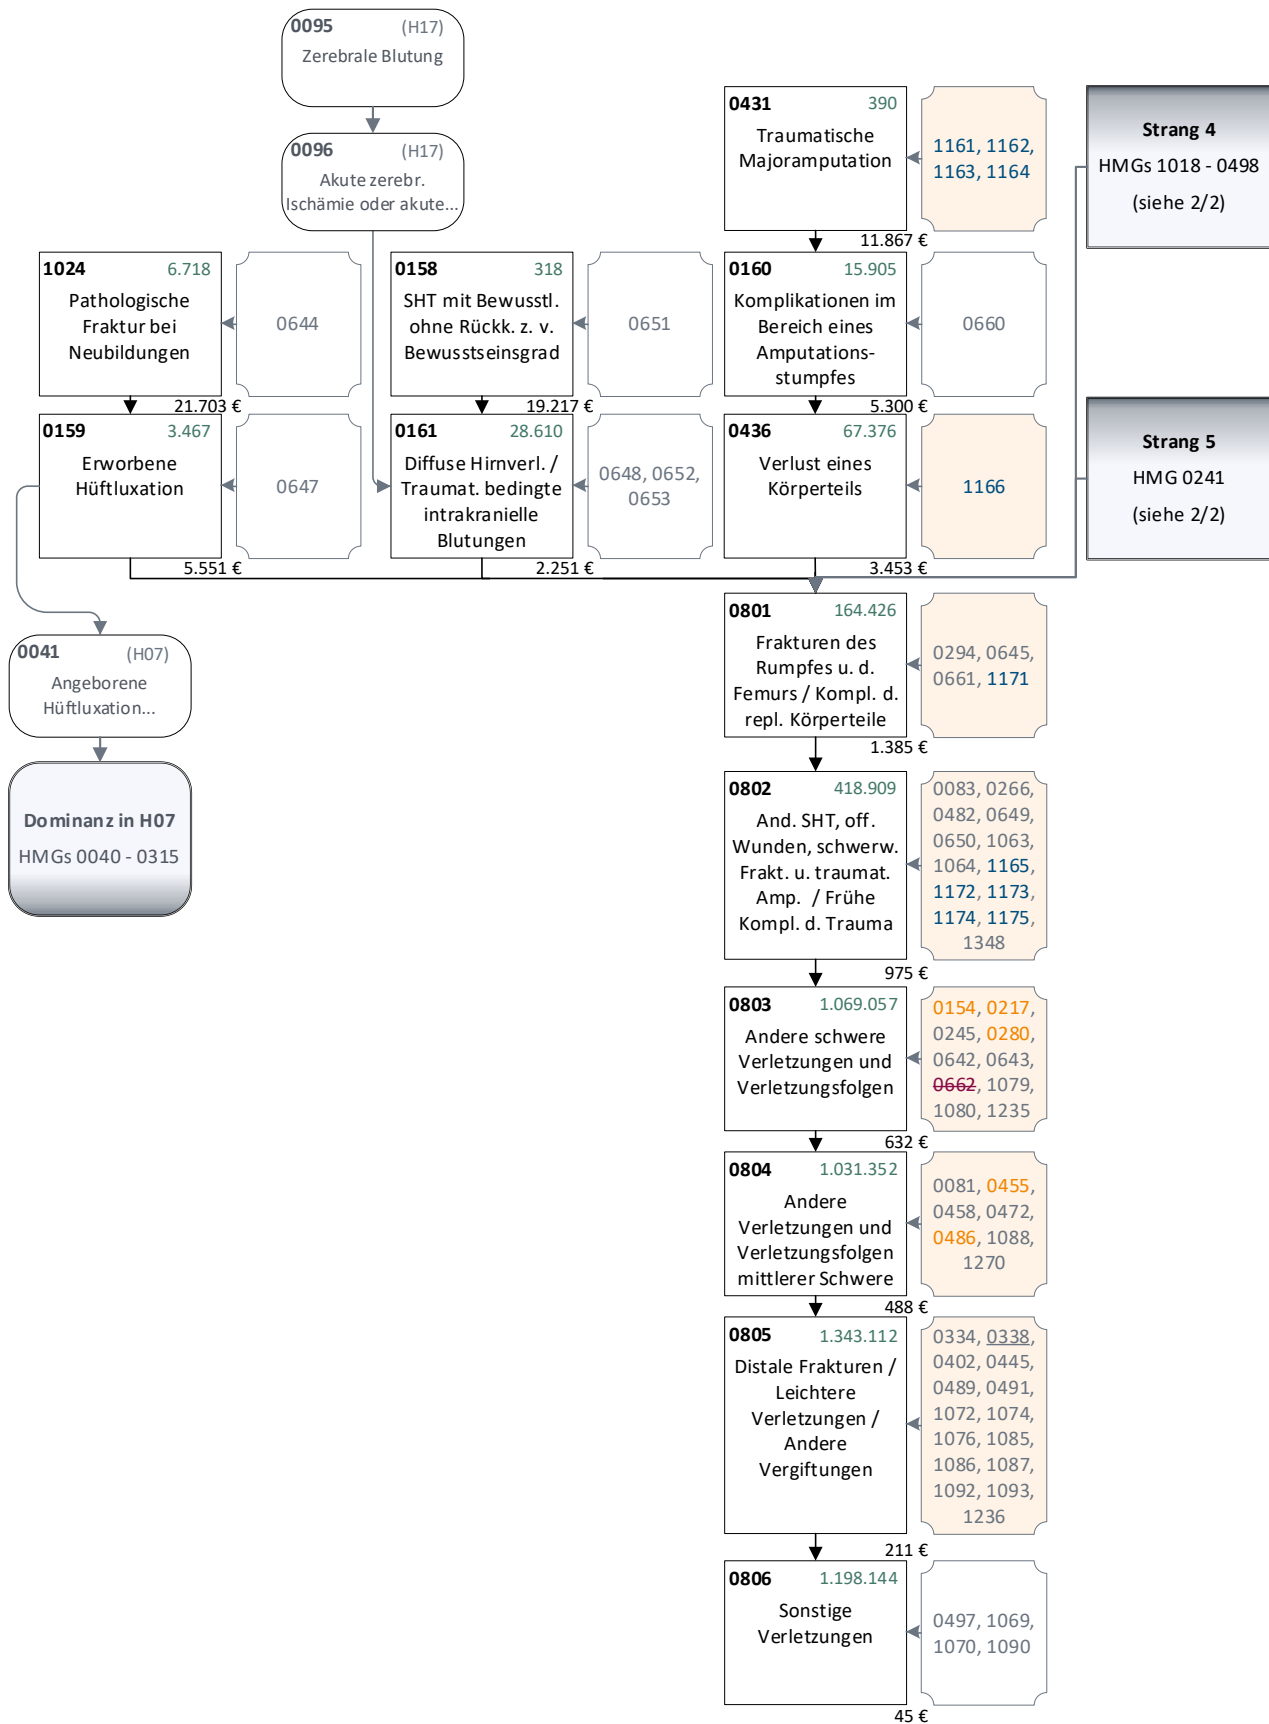 0095 (H17)
Zerebrale Blutung
0096 (H17)
Akute zerebr.
Ischämie oder akute...
0431 390
Traumatische
Majoramputation
1161, 1162,
1163, 1164
11.867 €
Strang 4
HMGs 1018 - 0498
(siehe 2/2)
1024 6.718
Pathologische
Fraktur bei
Neubildungen
0644
21.703 €
0158 318
SHT mit Bewusstl.
ohne Rückk. z. v.
Bewusstseinsgrad
0651
19.217 €
0160 15.905
Komplikationen im
Bereich eines
Amputations-
stumpfes
0660
5.300 €
0159 3.467
Erworbene
Hüftluxation
0647
5.551 €
0161 28.610
Diffuse Hirnverl. /
Traumat. bedingte
intrakranielle
Blutungen
0648, 0652,
0653
2.251 €
0436 67.376
Verlust eines
Körperteils
1166
3.453 €
Strang 5
HMG 0241
(siehe 2/2)
0041 (H07)
Angeborene
Hüftluxation...
Dominanz in H07
HMGs 0040 - 0315
0801 164.426
Frakturen des
Rumpfes u. d.
Femurs / Kompl. d.
repl. Körperteile
0294, 0645,
0661, 1171
1.385 €
0802 418.909
And. SHT, off.
Wunden, schwerw.
Frakt. u. traumat.
Amp. / Frühe
Kompl. d. Trauma
0083, 0266,
0482, 0649,
0650, 1063,
1064, 1165,
1172, 1173,
1174, 1175,
1348
975 €
0803 1.069.057
Andere schwere
Verletzungen und
Verletzungsfolgen
0154, 0217,
0245, 0280,
0642, 0643,
0662, 1079,
1080, 1235
632 €
0804 1.031.352
Andere
Verletzungen und
Verletzungsfolgen
mittlerer Schwere
0081, 0455,
0458, 0472,
0486, 1088,
1270
488 €
0805 1.343.112
Distale Frakturen /
Leichtere
Verletzungen /
Andere
Vergiftungen
0334, 0338,
0402, 0445,
0489, 0491,
1072, 1074,
1076, 1085,
1086, 1087,
1092, 1093,
1236
211 €
0806 1.198.144
Sonstige
Verletzungen
0497, 1069,
1070, 1090
45 €